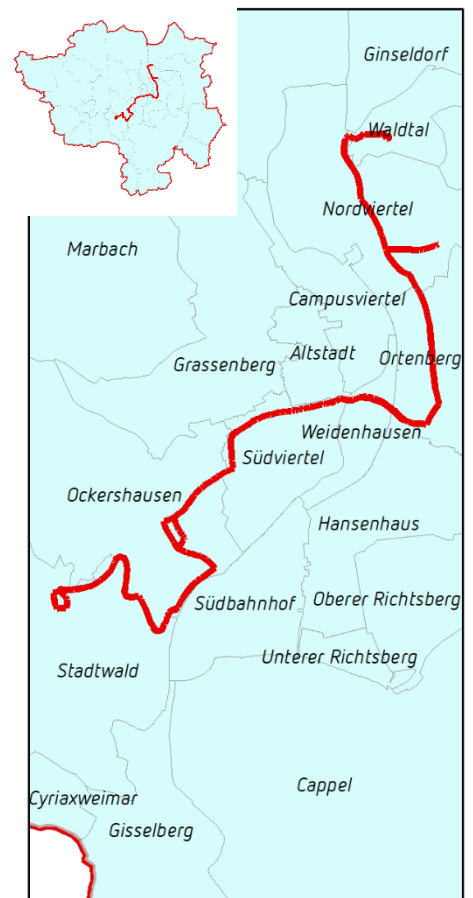 Ginseldorf
Waldtal
Nordviertel
Marbach
Campusviertel
Altstadt
Ortenberg
Grassenberg
Weidenhausen
Südviertel
Ockershausen
Hansenhaus
Südbahnhof
Oberer Richtsberg
Unterer Richtsberg
Stadtwald
Cappel
Cyriaxweimar
Gisselberg